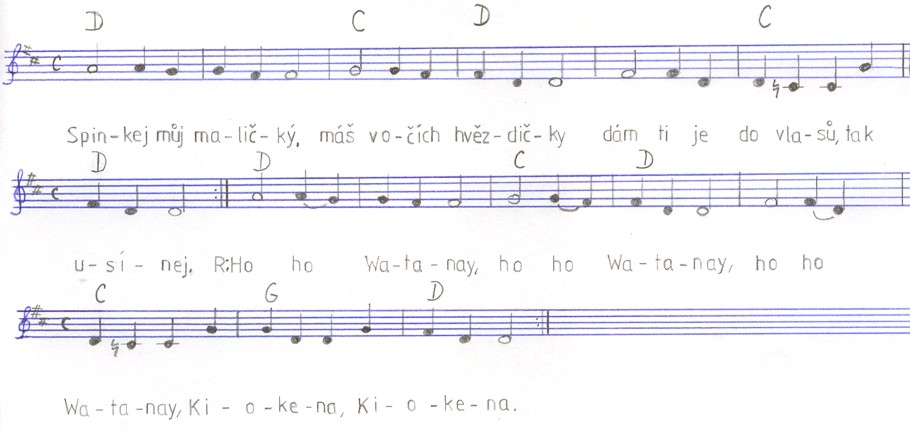 D C D C
Spin-kej můj ma-lič-ký, máš vo-čích hvěz-dič-ky dám ti je do vla-sů, tak
D D C D
u-sí-nej. R:Ho ho Wa-ta-nay, ho ho Wa-ta-nay, ho ho
C G D
Wa-ta-nay, Ki-o-ke-na, Ki-o-ke-na.